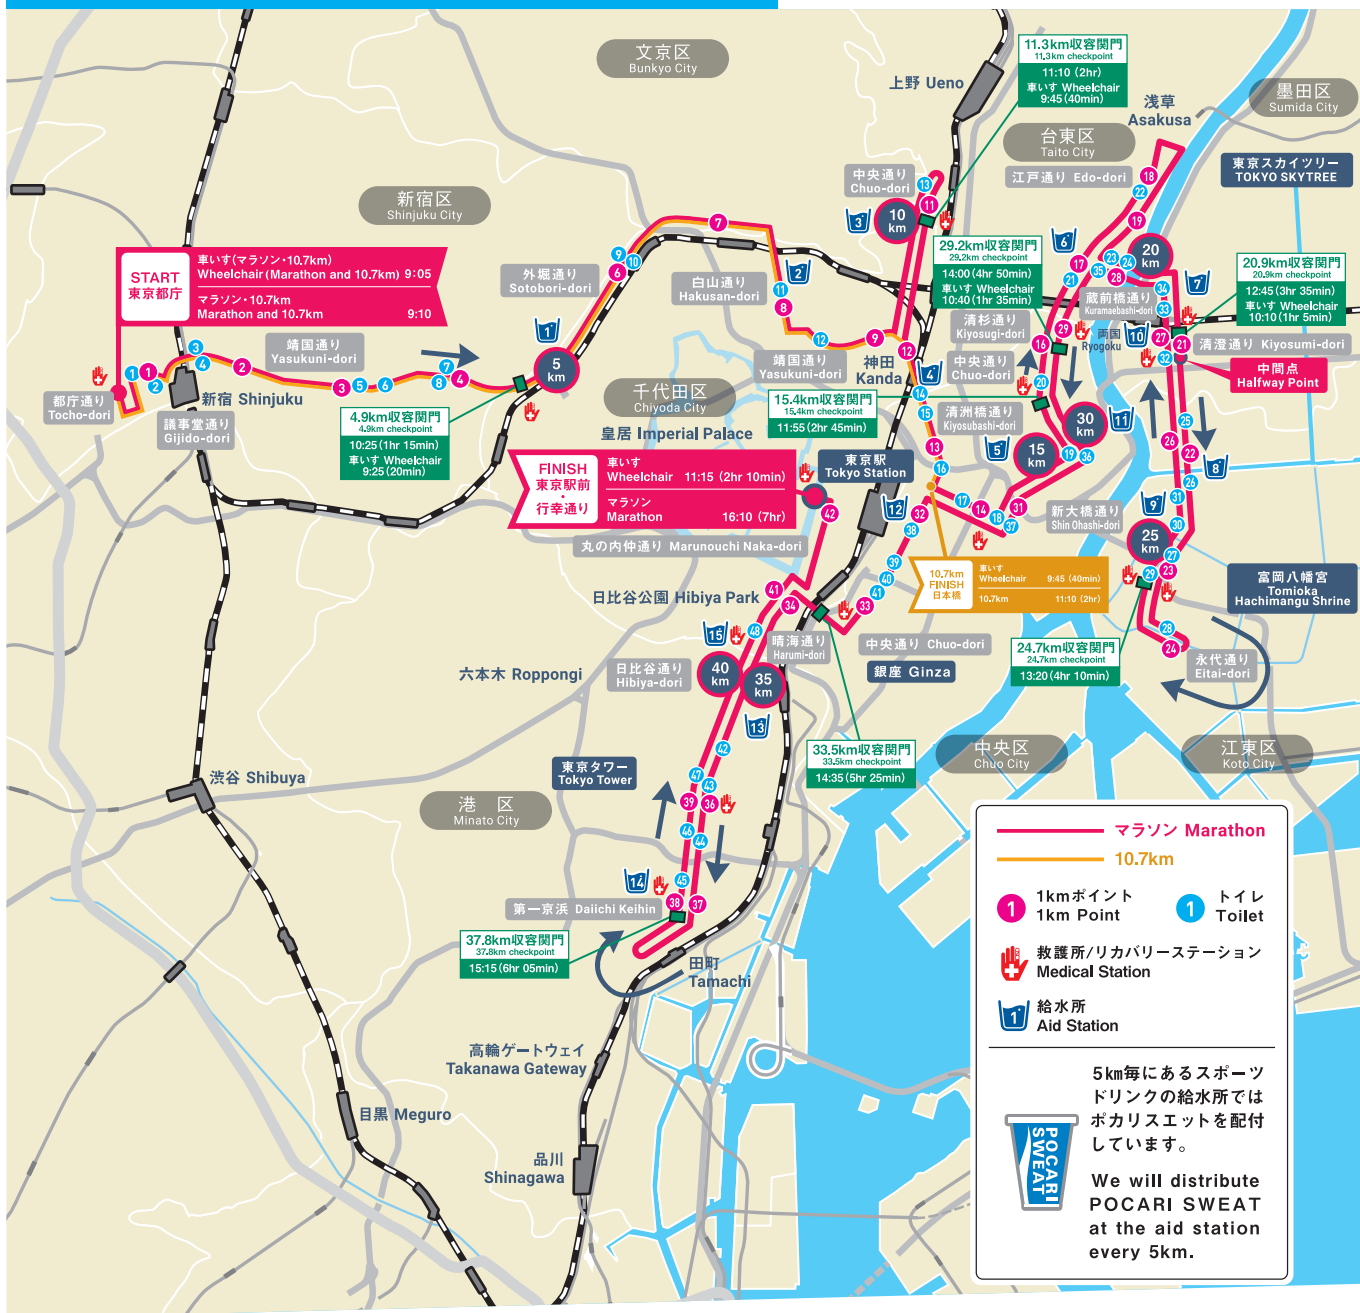 文京区
Bunkyo City
上野 Ueno
11.3km収容関門
11.3km checkpoint
11:10 (2hr)
車いす Wheelchair
9:45 (40min)
浅草
Asakusa
墨田区
Sumida City
台東区
Taito City
江戸通り Edo-dori
東京スカイツリー
TOKYO SKYTREE
中央通り
Chuo-dori
新宿区
Shinjuku City
START
東京都庁
車いす(マラソン・10.7km)
Wheelchair (Marathon and 10.7km) 9:05
マラソン・10.7km
Marathon and 10.7km 9:10
外堀通り
Sotobori-dori
白山通り
Hakusan-dori
29.2km収容関門
29.2km checkpoint
14:00 (4hr 50min)
車いす Wheelchair
10:40 (1hr 35min)
20.9km収容関門
20.9km checkpoint
12:45 (3hr 35min)
車いす Wheelchair
10:10 (1hr 5min)
蔵前橋通り
Kuramaebashi-dori
清杉通り
Kiyosugi-dori
両国
Ryogoku
清澄通り Kiyosumi-dori
中間点
Halfway Point
靖国通り
Yasukuni-dori
靖国通り
Yasukuni-dori
神田
Kanda
中央通り
Chuo-dori
都庁通り
Tocho-dori
新宿 Shinjuku
議事堂通り
Gijido-dori
4.9km収容関門
4.9km checkpoint
10:25 (1hr 15min)
車いす Wheelchair
9:25 (20min)
千代田区
Chiyoda City
皇居 Imperial Palace
15.4km収容関門
15.4km checkpoint
11:55 (2hr 45min)
清洲橋通り
Kiyosubashi-dori
FINISH
東京駅前
・
行幸通り
車いす
Wheelchair 11:15 (2hr 10min)
マラソン
Marathon 16:10 (7hr)
東京駅
Tokyo Station
新大橋通り
Shin Ohashi-dori
丸の内仲通り Marunouchi Naka-dori
10.7km
FINISH
日本橋
車いす
Wheelchair 9:45 (40min)
10.7km 11:10 (2hr)
富岡八幡宮
Tomioka
Hachimangu Shrine
日比谷公園 Hibiya Park
晴海通り
Harumi-dori
中央通り Chuo-dori
銀座 Ginza
24.7km収容関門
24.7km checkpoint
13:20 (4hr 10min)
永代通り
Eitai-dori
六本木 Roppongi
日比谷通り
Hibiya-dori
33.5km収容関門
33.5km checkpoint
14:35 (5hr 25min)
中央区
Chuo City
江東区
Koto City
東京タワー
Tokyo Tower
渋谷 Shibuya
港 区
Minato City
第一京浜 Daiichi Keihin
37.8km収容関門
37.8km checkpoint
15:15 (6hr 05min)
田町
Tamachi
高輪ゲートウェイ
Takanawa Gateway
目黒 Meguro
品川
Shinagawa
5
km
10
km
15
km
20
km
25
km
30
km
35
km
40
km
マラソン Marathon
10.7km
1
1kmポイント
1km Point
1
トイレ
Toilet
救護所/リカバリーステーション
Medical Station
1
給水所
Aid Station
5km毎にあるスポーツ
ドリンクの給水所では
ポカリスエットを配付
しています。
POCARI
SWEAT
We will distribute
POCARI SWEAT
at the aid station
every 5km.